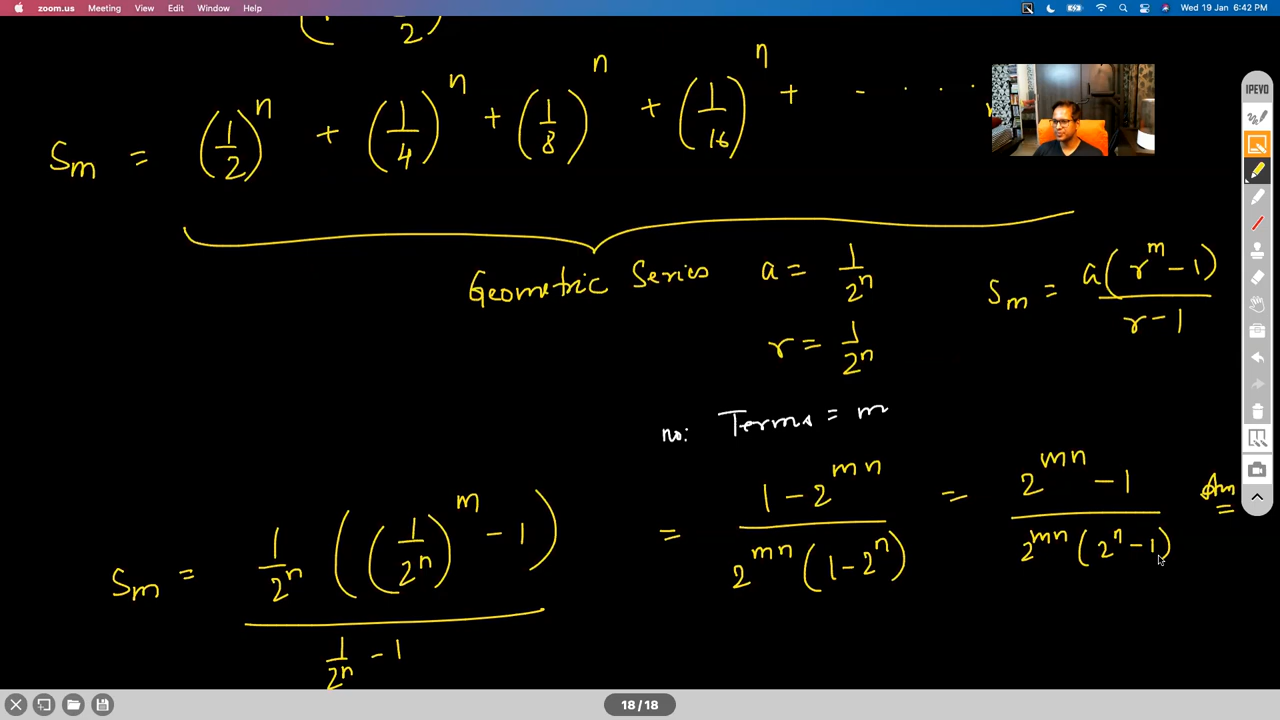 zoom.us Meeting View Edit Window Help Wed 19 Jan 6:42 PM
2
Sm = (1/2)^n + (1/4)^n + (1/8)^n + (1/16)^n + - . . .
IPEVO
Geometric Series a = 1/2^n
Sm = a(r^m - 1)/(r - 1)
r = 1/2^n
no: Terms = m
Sm = 1/2^n ((1/2^n)^m - 1) / (1/2^n - 1) = (1 - 2^mn)/(2^mn (1 - 2^n)) = (2^mn - 1)/(2^mn (2^n - 1)) Ans
18 / 18